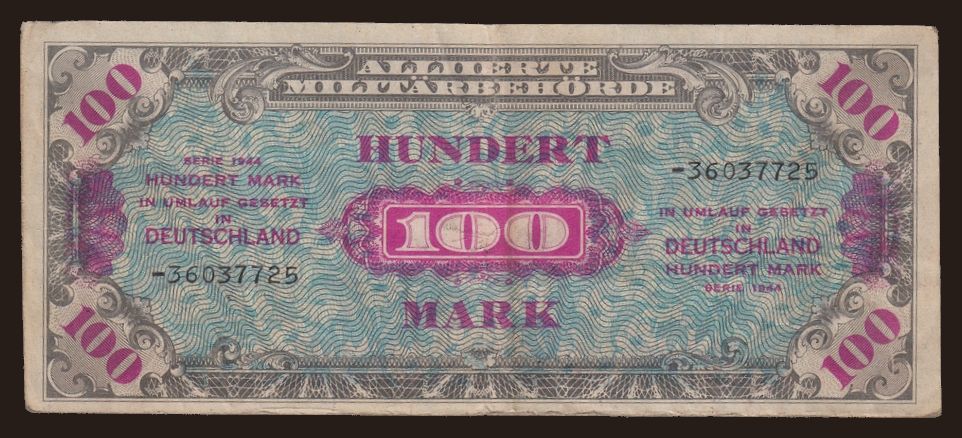 100
ALLIIERTE
MILITÄRBEHÖRDE
100
HUNDERT
SERIE 1944
HUNDERT MARK
IN UMLAUF GESETZT
IN
DEUTSCHLAND
-36037725
100
-36037725
IN UMLAUF GESETZT
IN
DEUTSCHLAND
HUNDERT MARK
SERIE 1944
MARK
100
100